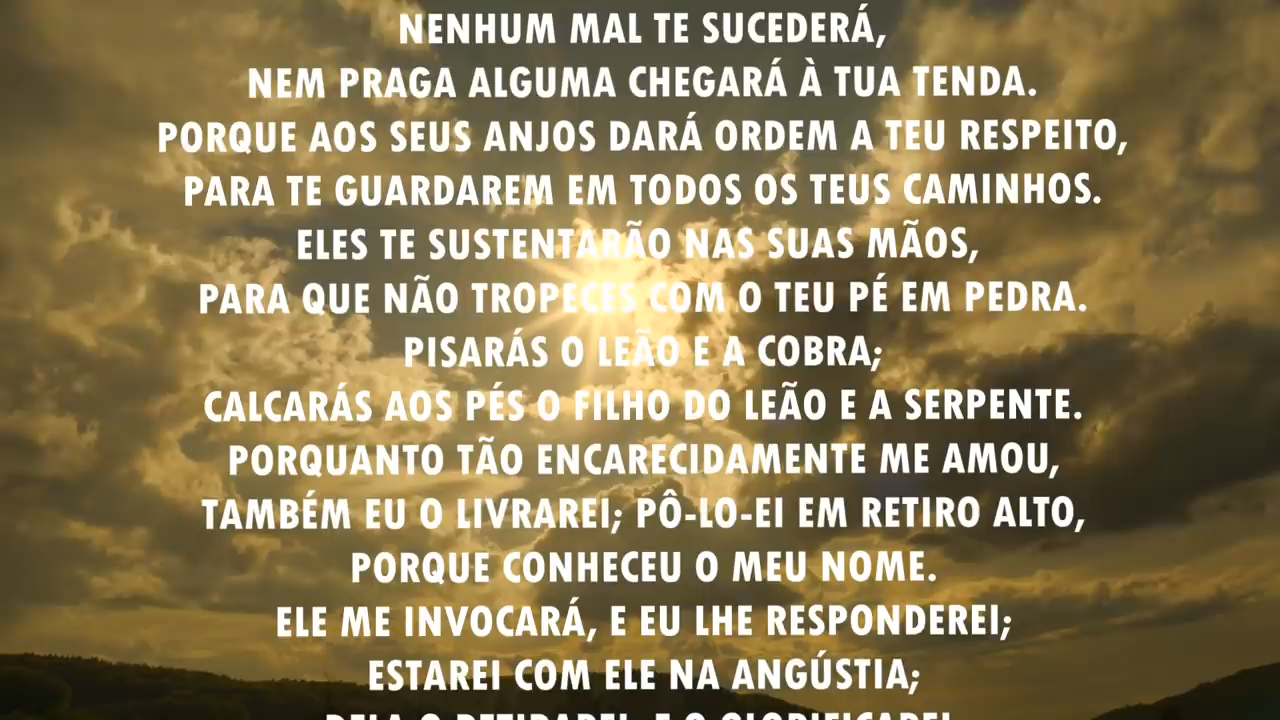 NENHUM MAL TE SUCEDERÁ,
NEM PRAGA ALGUMA CHEGARÁ À TUA TENDA.
PORQUE AOS SEUS ANJOS DARÁ ORDEM A TEU RESPEITO,
PARA TE GUARDAREM EM TODOS OS TEUS CAMINHOS.
ELES TE SUSTENTARÃO NAS SUAS MÃOS,
PARA QUE NÃO TROPECES COM O TEU PÉ EM PEDRA.
PISARÁS O LEÃO E A COBRA;
CALCARÁS AOS PÉS O FILHO DO LEÃO E A SERPENTE.
PORQUANTO TÃO ENCARECIDAMENTE ME AMOU,
TAMBÉM EU O LIVRAREI; PÔ-LO-EI EM RETIRO ALTO,
PORQUE CONHECEU O MEU NOME.
ELE ME INVOCARÁ, E EU LHE RESPONDEREI;
ESTAREI COM ELE NA ANGÚSTIA;